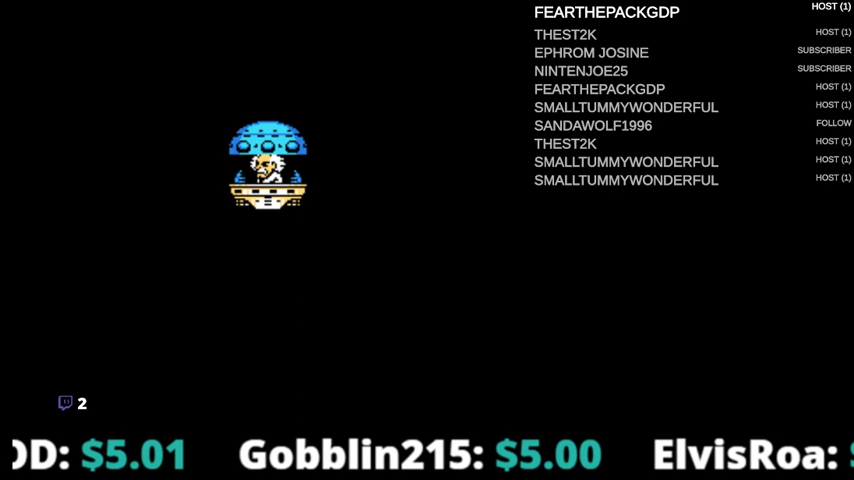 FEARTHEPACKGDP HOST (1)
THEST2K HOST (1)
EPHROM JOSINE SUBSCRIBER
NINTENJOE25 SUBSCRIBER
FEARTHEPACKGDP HOST (1)
SMALLTUMMYWONDERFUL HOST (1)
SANDAWOLF1996 FOLLOW
THEST2K HOST (1)
SMALLTUMMYWONDERFUL HOST (1)
SMALLTUMMYWONDERFUL HOST (1)
2
OD: $5.01 Gobblin215: $5.00 ElvisRoa: $